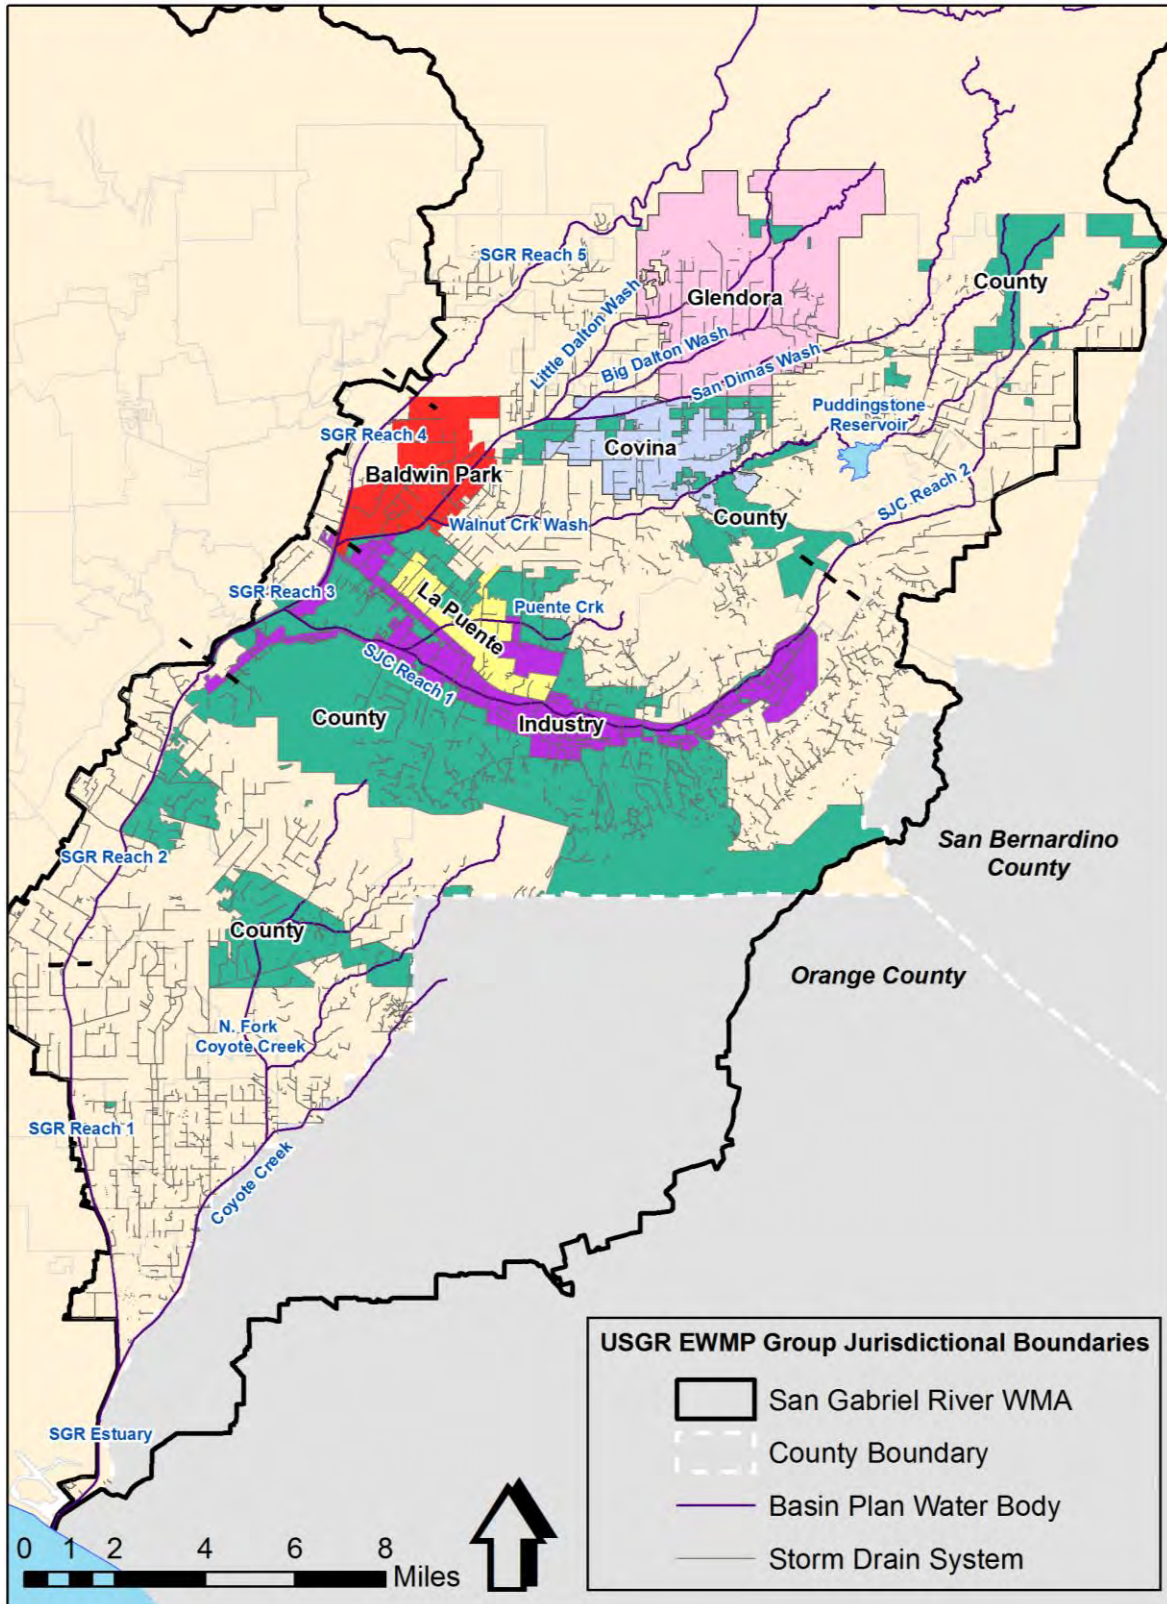 SGR Reach 5
Glendora
County
Little Dalton Wash
Big Dalton Wash
San Dimas Wash
SGR Reach 4
Puddingstone
Reservoir
Covina
Baldwin Park
SJC Reach 2
Walnut Crk Wash
County
SGR Reach 3
La Puente
Puente Crk
SJC Reach 1
County
Industry
San Bernardino
County
SGR Reach 2
County
Orange County
N. Fork
Coyote Creek
SGR Reach 1
Coyote Creek
SGR Estuary
USGR EWMP Group Jurisdictional Boundaries
San Gabriel River WMA
County Boundary
Basin Plan Water Body
Storm Drain System
0 1 2 4 6 8
Miles